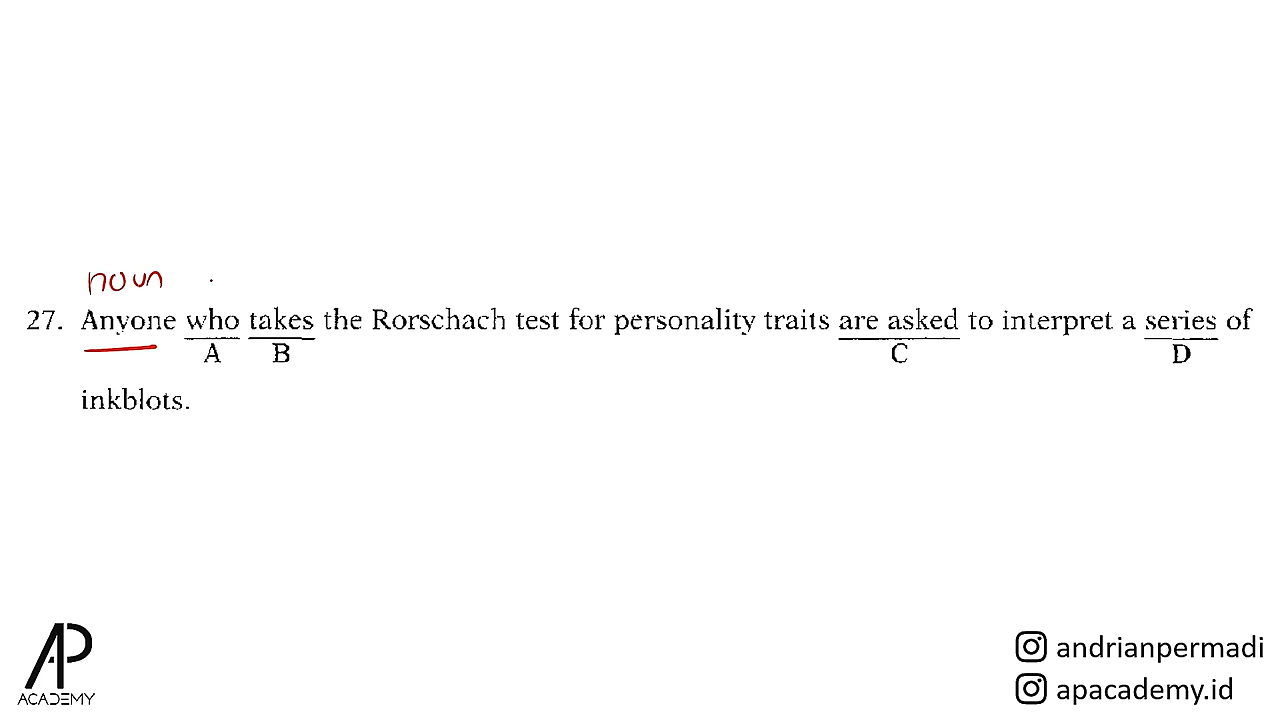 noun
27. Anyone who takes the Rorschach test for personality traits are asked to interpret a series of
A B C D
inkblots.
AP
ACADEMY
andrianpermadi
apacademy.id